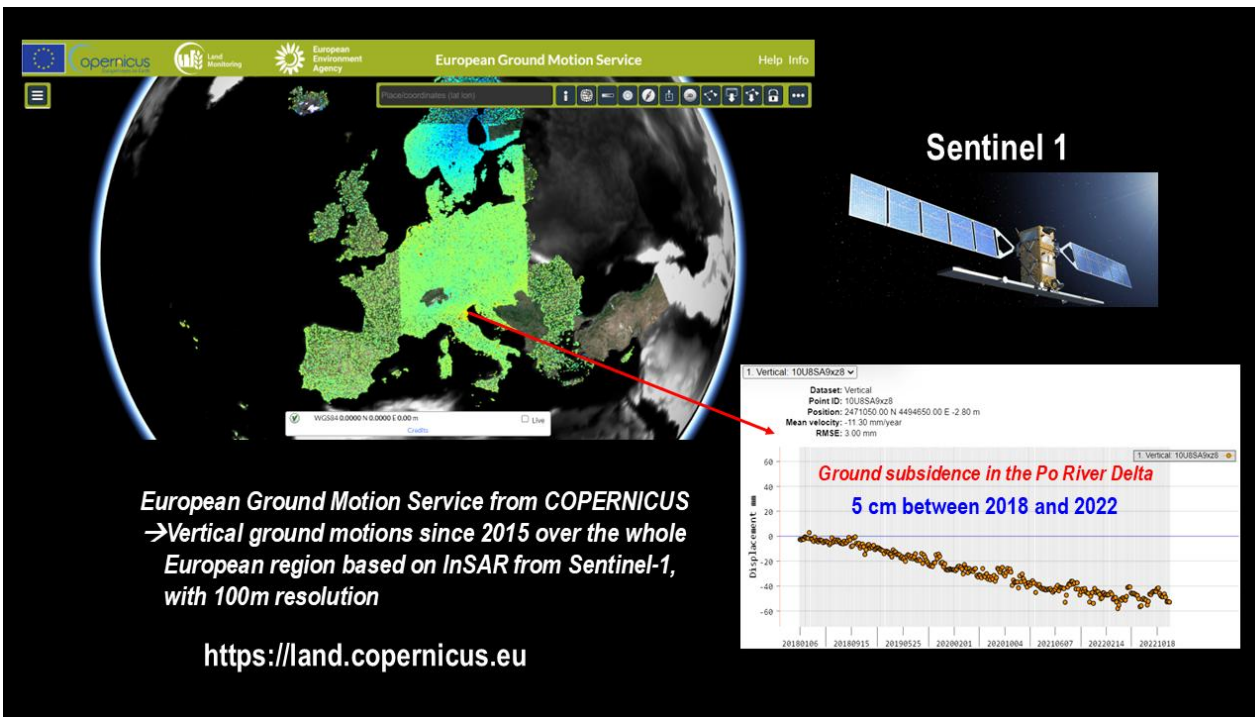 opernicus
Land
Monitoring
European
Environment
Agency
European Ground Motion Service
Help Info
Place/coordinates (lat lon)
Sentinel 1
WGS84 0.0000 N 0.0000 E 0.00 m
Live
Credits
1. Vertical: 10U8SA9xz8
Dataset: Vertical
Point ID: 10U8SA9xz8
Position: 2471050.00 N 4494650.00 E -2.80 m
Mean velocity: -11.30 mm/year
RMSE: 3.00 mm
1. Vertical: 10U8SA9xz8
Ground subsidence in the Po River Delta
5 cm between 2018 and 2022
Displacement mm
60
40
20
0
-20
-40
-60
20180106 20180915 20190525 20200201 20201004 20210607 20220214 20221018
European Ground Motion Service from COPERNICUS
→Vertical ground motions since 2015 over the whole
European region based on InSAR from Sentinel-1,
with 100m resolution
https://land.copernicus.eu